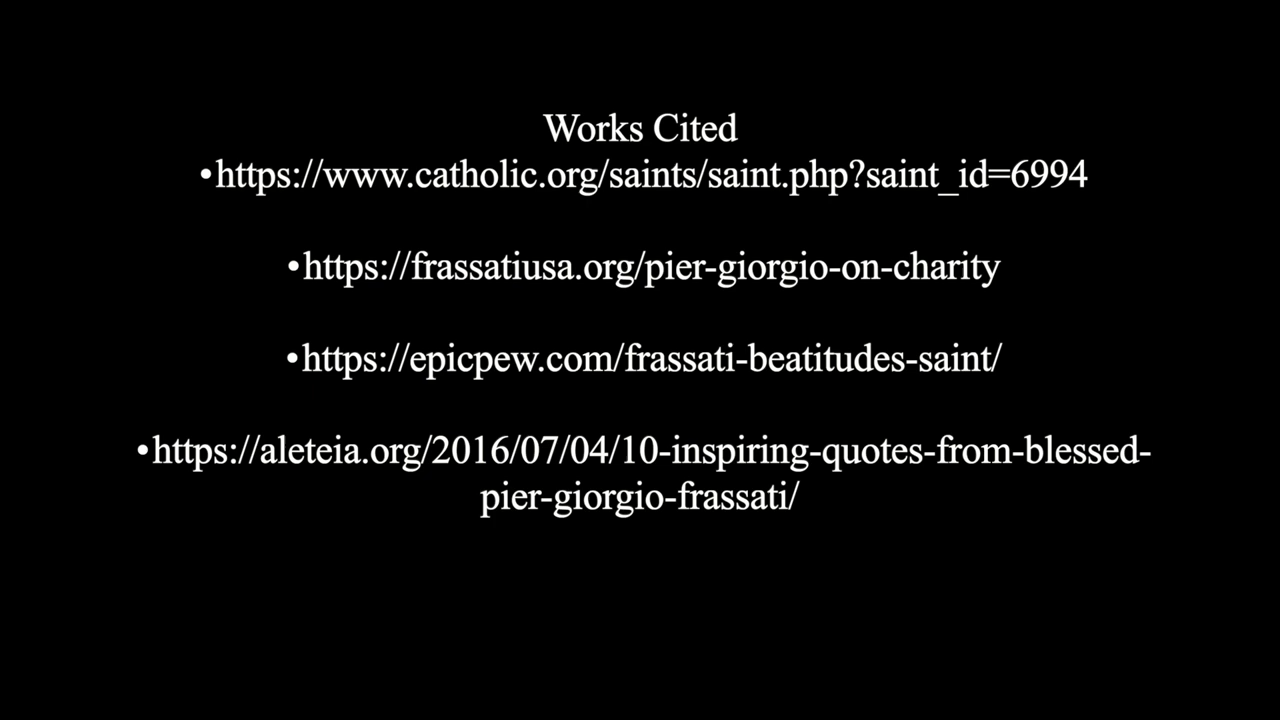 Works Cited
•https://www.catholic.org/saints/saint.php?saint_id=6994
•https://frassatiusa.org/pier-giorgio-on-charity
•https://epicpew.com/frassati-beatitudes-saint/
•https://aleteia.org/2016/07/04/10-inspiring-quotes-from-blessed-
pier-giorgio-frassati/